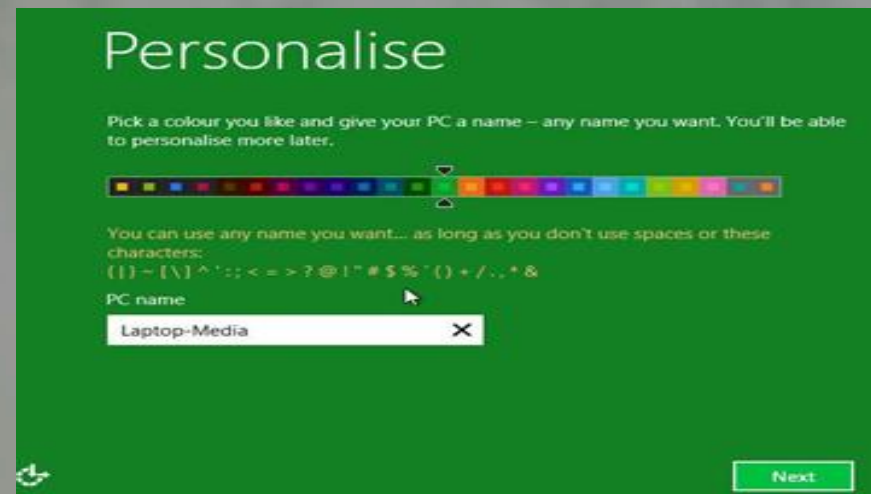 Personalise
Pick a colour you like and give your PC a name – any name you want. You'll be able
to personalise more later.
You can use any name you want... as long as you don't use spaces or these
characters:
{ | } ~ [ \ ] ^ ' : ; < = > ? @ ! " # $ % ` ( ) + / . , * &
PC name
Laptop-Media
Next